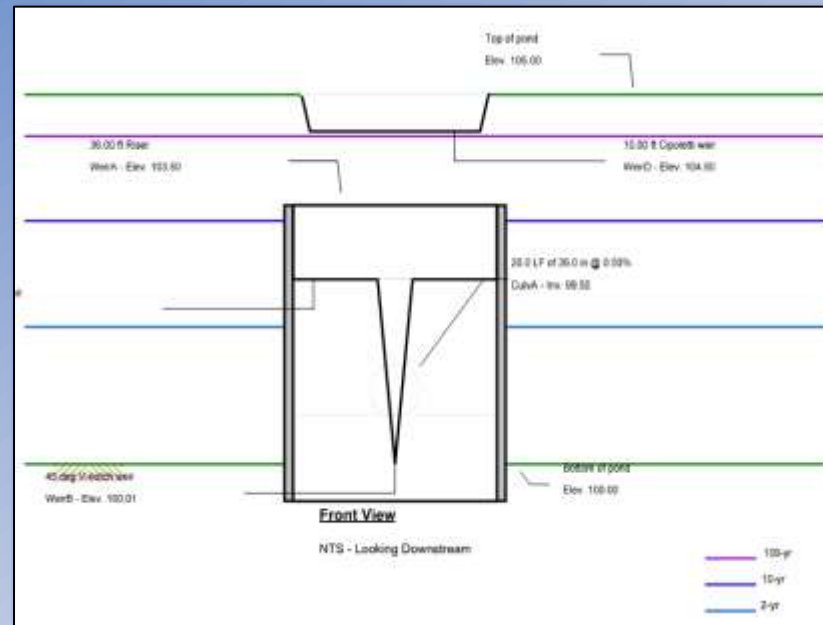 Top of pond
Elev. 105.00
36.00 ft Riser
WeirA - Elev. 103.50
10.00 ft Cipoletti weir
WeirD - Elev. 104.50
20.0 LF of 36.0 in @ 0.00%
CulvA - Inv. 99.50
45 deg V-notch weir
WeirB - Elev. 100.01
Bottom of pond
Elev. 100.00
Front View
NTS - Looking Downstream
100-yr
10-yr
2-yr